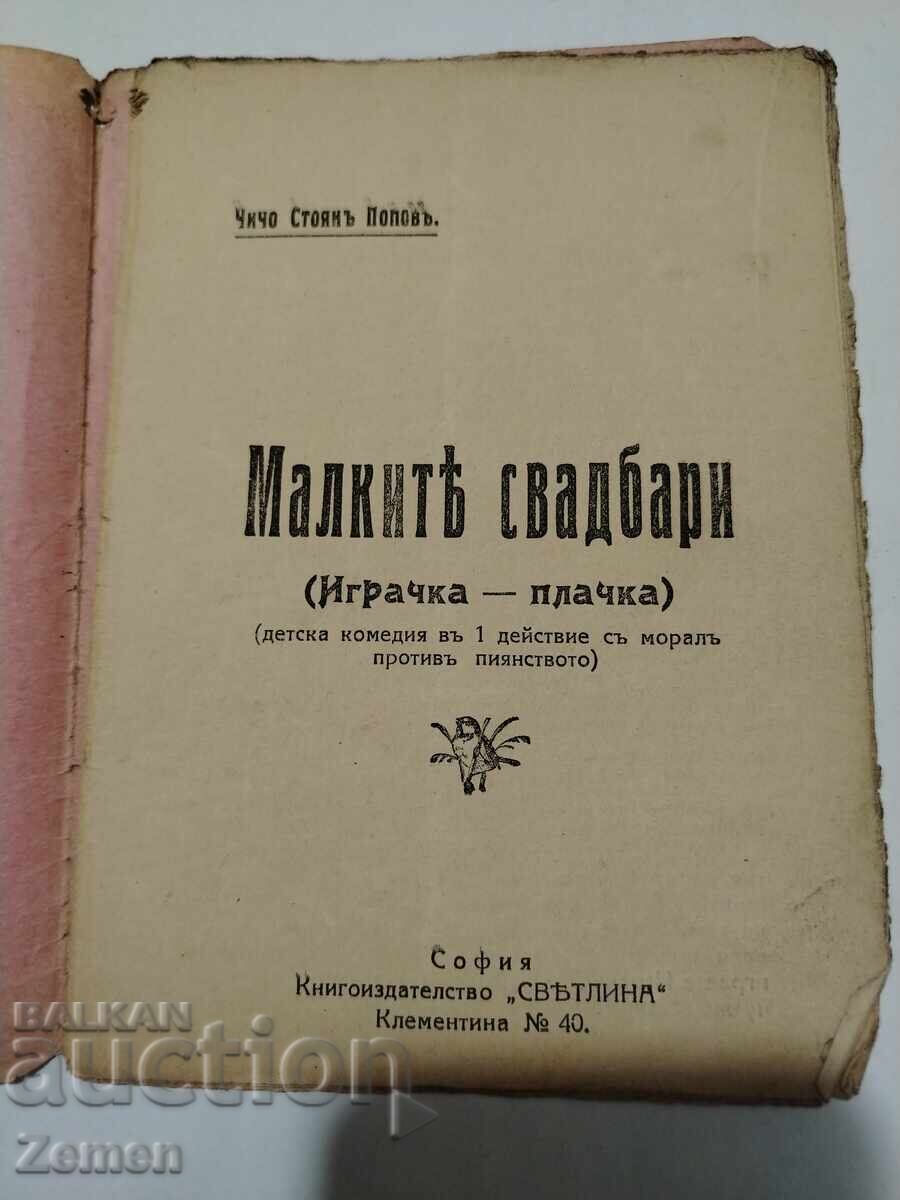 Чичо Стоянъ Поповъ.
Малкитѣ свадбари
(Играчка — плачка)
(детска комедия въ 1 действие съ моралъ
противъ пиянството)
София
Книгоиздателство „СВѢТЛИНА“
Клементина № 40.
BALKAN
auction
Zemen